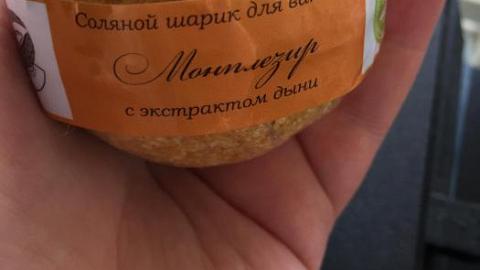 Соляной шарик для
Монплезир
с экстрактом дыни